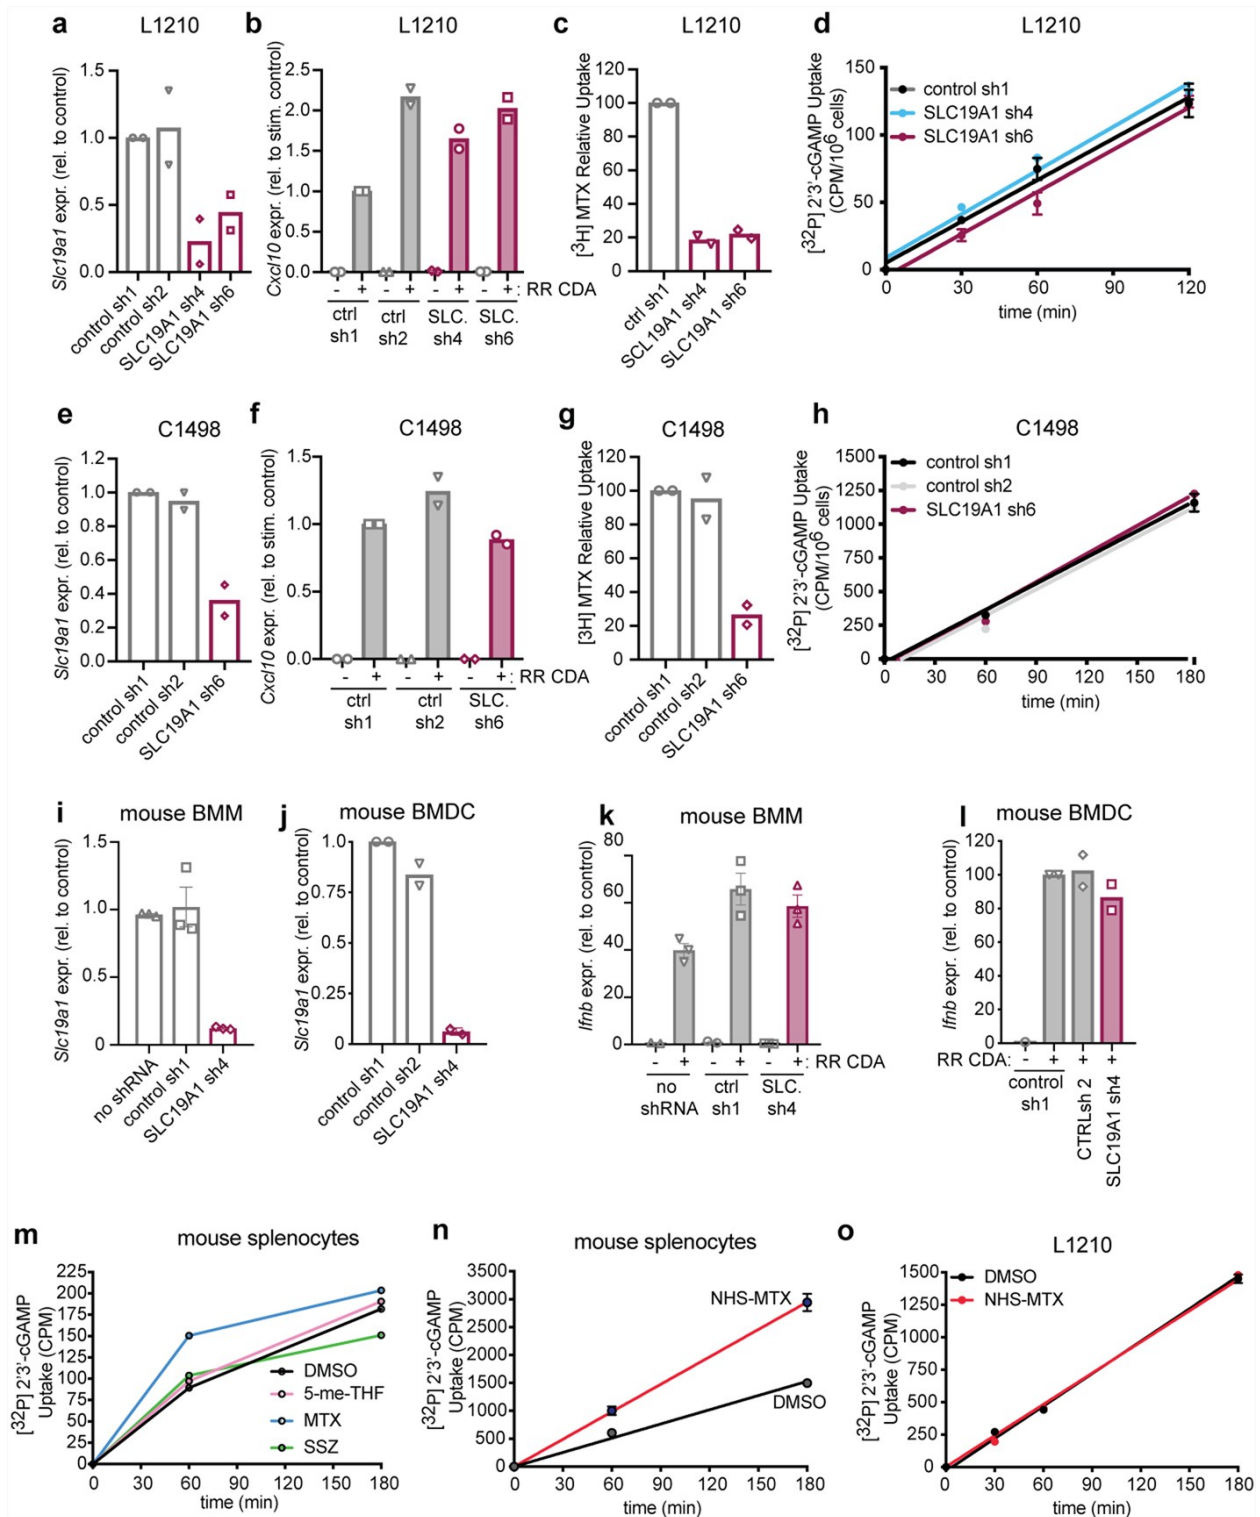 a
L1210
Slc19a1 expr. (rel. to control)
1.5
1.0
0.5
0.0
control sh1
control sh2
SLC19A1 sh4
SLC19A1 sh6
b
L1210
Cxcl10 expr. (rel. to stim. control)
2.5
2.0
1.5
1.0
0.5
0.0
- + - + - + - + : RR CDA
ctrl sh1
ctrl sh2
SLC. sh4
SLC. sh6
c
L1210
[3H] MTX Relative Uptake
120
100
80
60
40
20
0
ctrl sh1
SCL19A1 sh4
SLC19A1 sh6
d
L1210
[32P] 2'3'-cGAMP Uptake
(CPM/10⁶ cells)
150
100
50
0
control sh1
SLC19A1 sh4
SLC19A1 sh6
0 30 60 90 120
time (min)
e
C1498
Slc19a1 expr. (rel. to control)
1.2
1.0
0.8
0.6
0.4
0.2
0.0
control sh1
control sh2
SLC19A1 sh6
f
C1498
Cxcl10 expr. (rel. to stim. control)
1.5
1.0
0.5
0.0
- + - + - + : RR CDA
ctrl sh1
ctrl sh2
SLC. sh6
g
C1498
[3H] MTX Relative Uptake
120
100
80
60
40
20
0
control sh1
control sh2
SLC19A1 sh6
h
C1498
[32P] 2'3'-cGAMP Uptake
(CPM/10⁶ cells)
1500
1250
1000
750
500
250
0
control sh1
control sh2
SLC19A1 sh6
0 30 60 90 120 150 180
time (min)
i
mouse BMM
Slc19a1 expr. (rel. to control)
1.5
1.0
0.5
0
no shRNA
control sh1
SLC19A1 sh4
j
mouse BMDC
Slc19a1 expr. (rel. to control)
1.0
0.75
0.5
0.25
0
control sh1
control sh2
SLC19A1 sh4
k
mouse BMM
Ifnb expr. (rel. to control)
80
60
40
20
0
- + - + - + : RR CDA
no shRNA
ctrl sh1
SLC. sh4
l
mouse BMDC
Ifnb expr. (rel. to control)
120
100
80
60
40
20
0
RR CDA: - + + +
control sh1
CTRLsh 2
SLC19A1 sh4
m
mouse splenocytes
[32P] 2'3'-cGAMP
Uptake (CPM)
225
200
175
150
125
100
75
50
25
0
DMSO
5-me-THF
MTX
SSZ
0 30 60 90 120 150 180
time (min)
n
mouse splenocytes
[32P] 2'3'-cGAMP
Uptake (CPM)
3500
3000
2500
2000
1500
1000
500
0
NHS-MTX
DMSO
0 30 60 90 120 150 180
time (min)
o
L1210
[32P] 2'3'-cGAMP
Uptake (CPM)
1500
1250
1000
750
500
250
0
DMSO
NHS-MTX
0 30 60 90 120 150 180
time (min)